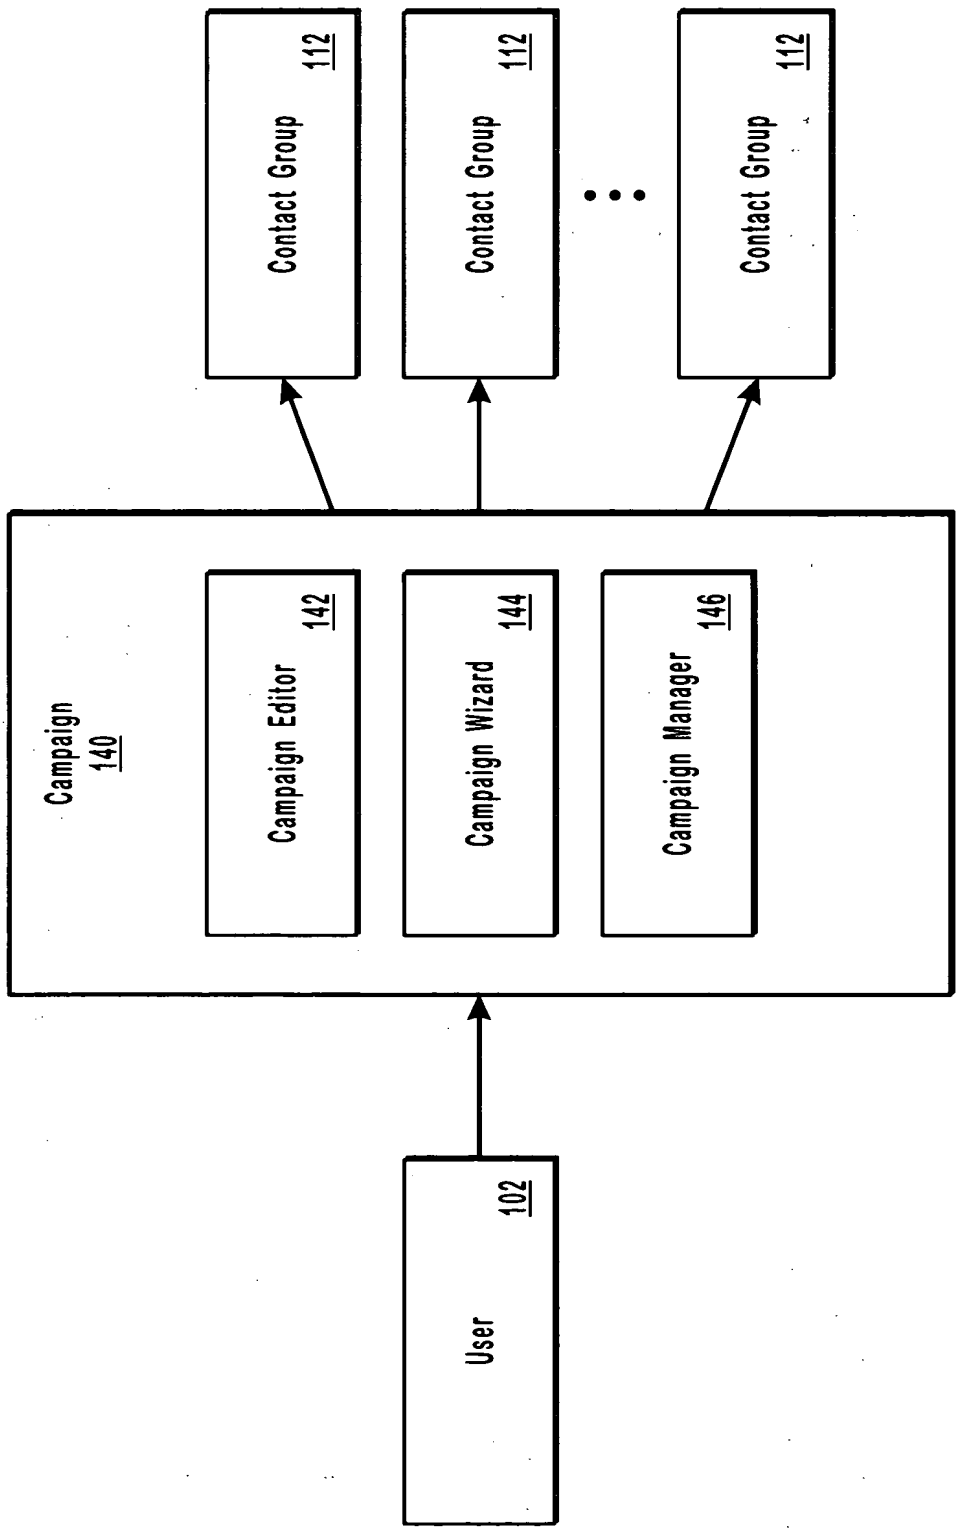 User
102
Campaign
140
Campaign Editor
142
Campaign Wizard
144
Campaign Manager
146
Contact Group
112
Contact Group
112
Contact Group
112